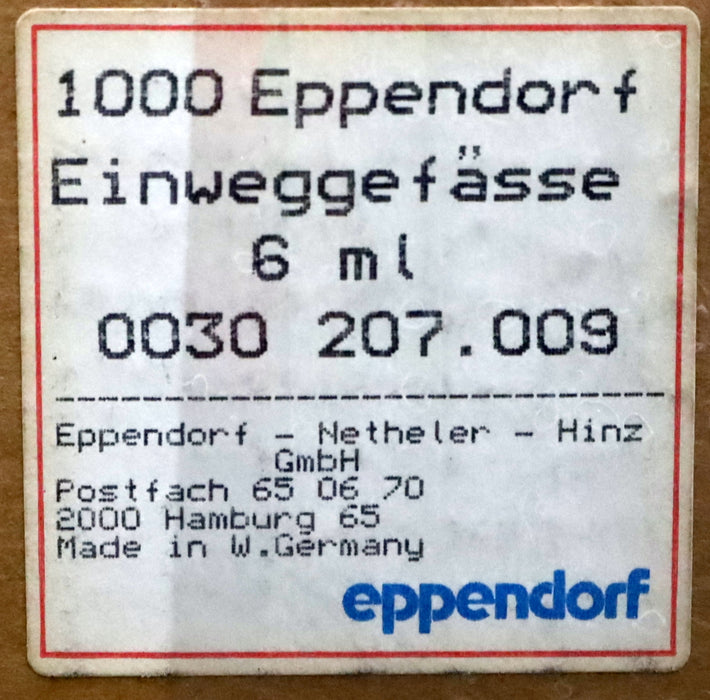 1000 Eppendorf
Einweggefässe
6 ml
0030 207.009
Eppendorf - Netheler - Hinz
GmbH
Postfach 65 06 70
2000 Hamburg 65
Made in W.Germany
eppendorf